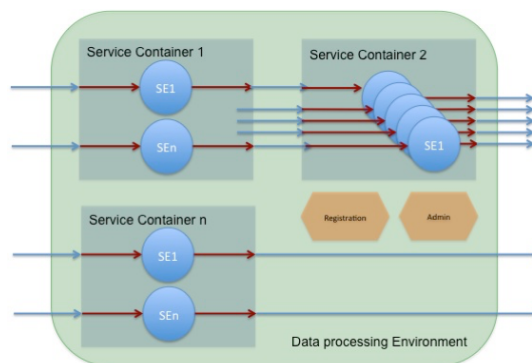 Service Container 1
Service Container 2
SE1
SEn
SE1
Registration
Admin
Service Container n
SE1
SEn
Data processing Environment